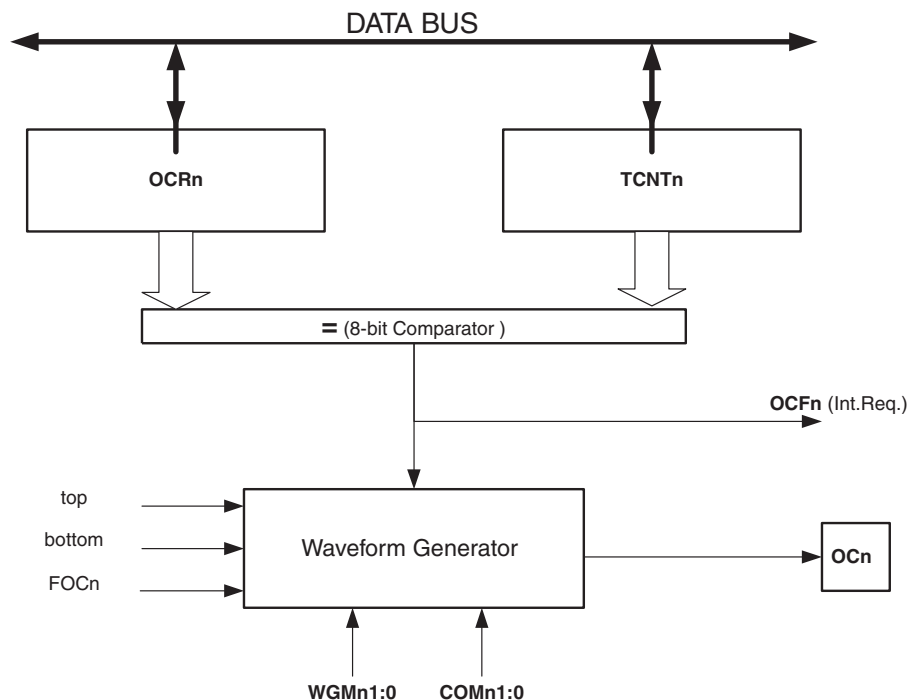 DATA BUS
OCRn
TCNTn
= (8-bit Comparator )
OCFn (Int.Req.)
top
bottom
FOCn
Waveform Generator
OCn
WGMn1:0
COMn1:0